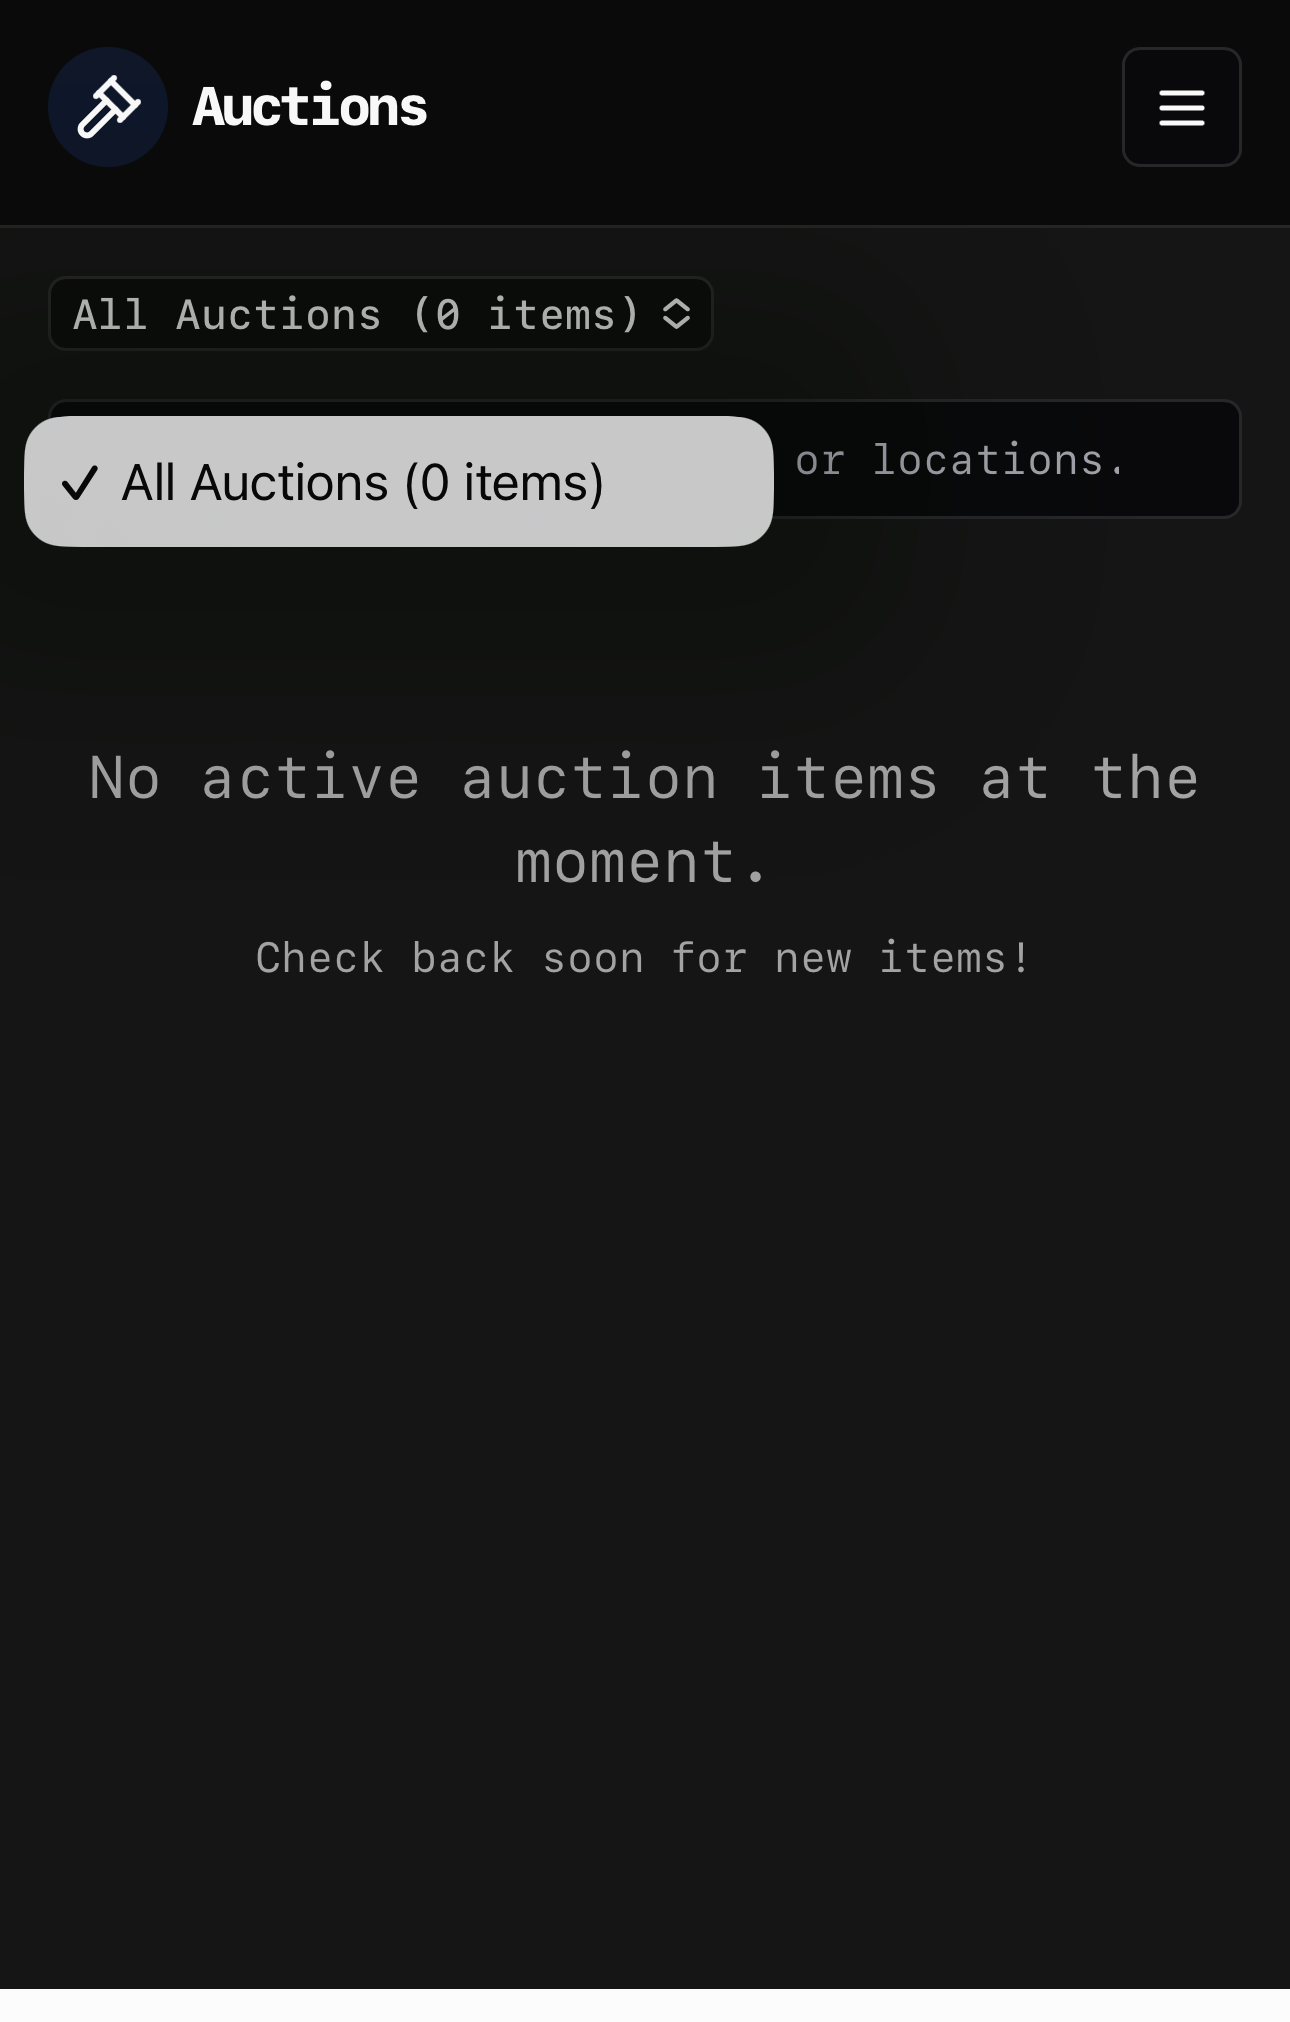 Auctions
All Auctions (0 items)
or locations.
✓ All Auctions (0 items)
No active auction items at the
moment.
Check back soon for new items!